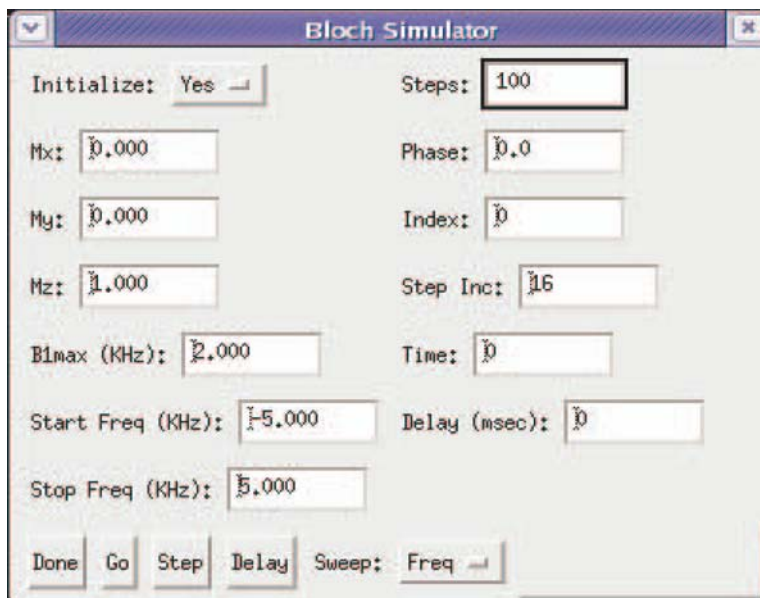 Bloch Simulator
Initialize: Yes
Steps: 100
Mx: 0.000
Phase: 0.0
My: 0.000
Index: 0
Mz: 1.000
Step Inc: 16
B1max (KHz): 2.000
Time: 0
Start Freq (KHz): -5.000
Delay (msec): 0
Stop Freq (KHz): 5.000
Done Go Step Delay Sweep: Freq